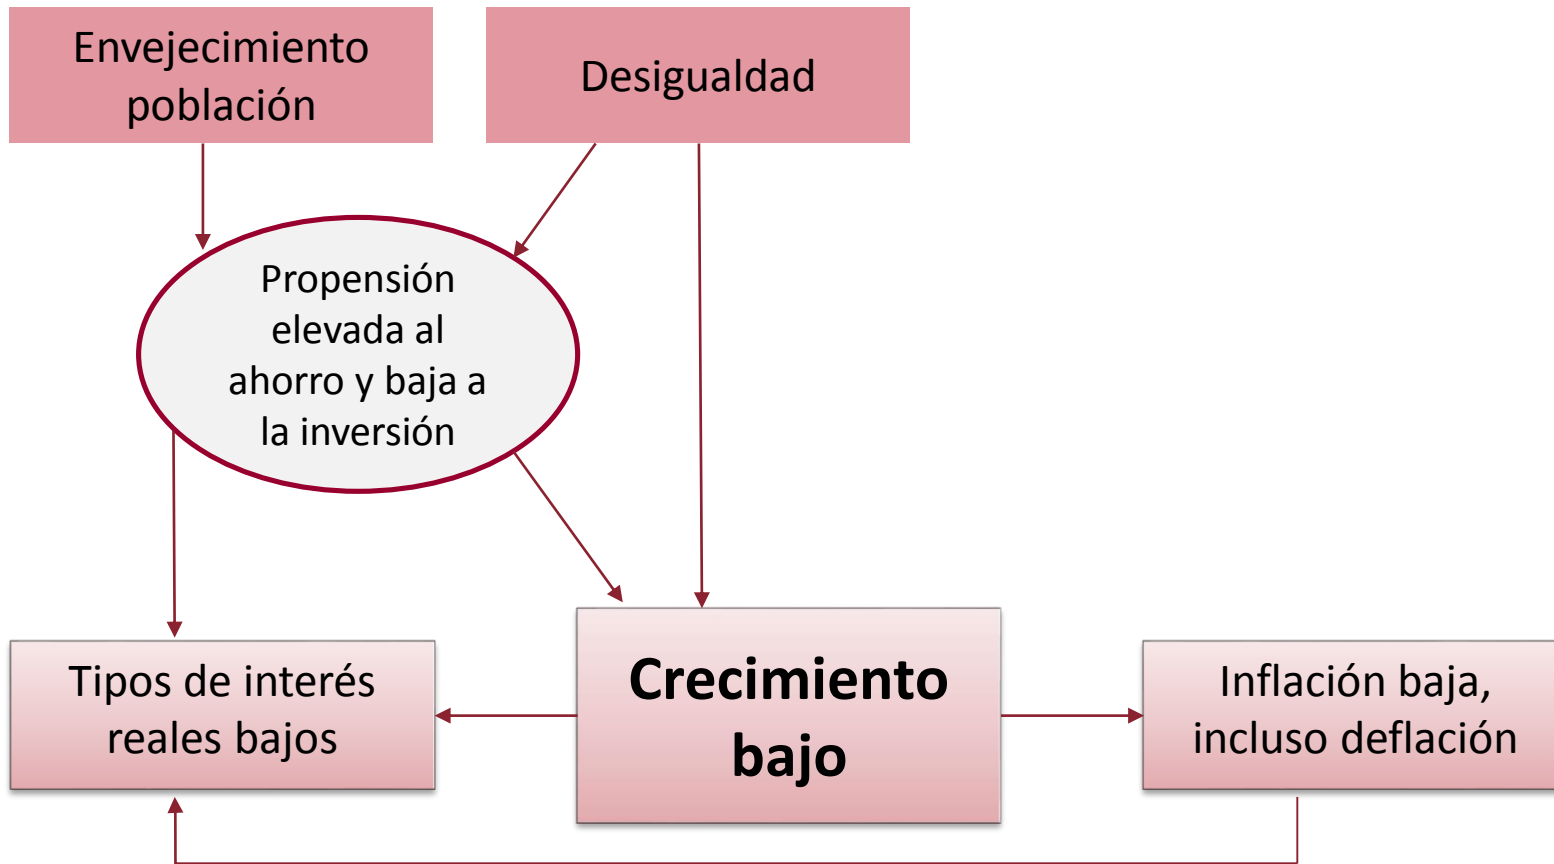 Envejecimiento
población
Desigualdad
Propensión
elevada al
ahorro y baja a
la inversión
Tipos de interés
reales bajos
Crecimiento
bajo
Inflación baja,
incluso deflación